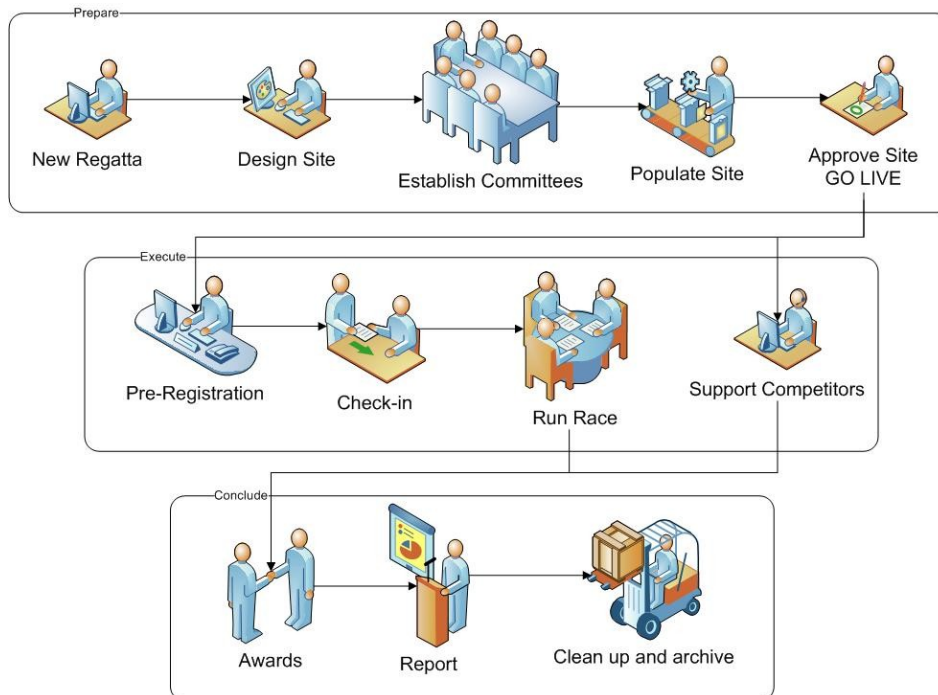 Prepare
New Regatta
Design Site
Establish Committees
Populate Site
Approve Site
GO LIVE
Execute
Pre-Registration
Check-in
Run Race
Support Competitors
Conclude
Awards
Report
Clean up and archive